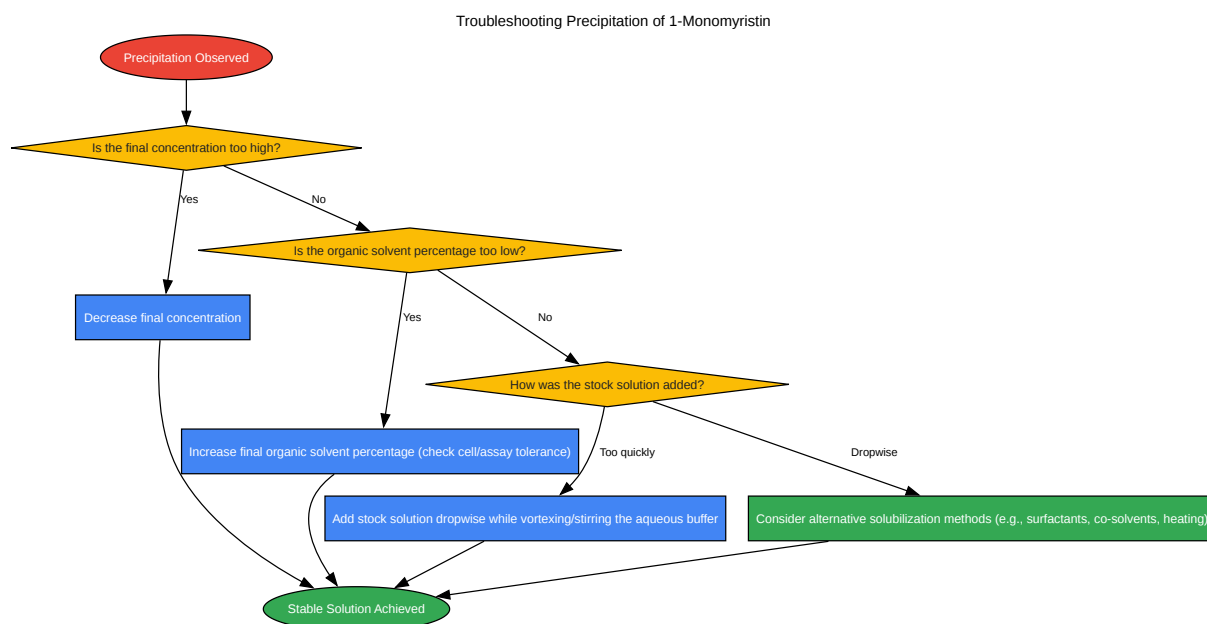 Troubleshooting Precipitation of 1-Monomyristin
Precipitation Observed
Is the final concentration too high?
Yes
No
Is the organic solvent percentage too low?
Decrease final concentration
Yes
No
How was the stock solution added?
Increase final organic solvent percentage (check cell/assay tolerance)
Too quickly
Dropwise
Add stock solution dropwise while vortexing/stirring the aqueous buffer
Consider alternative solubilization methods (e.g., surfactants, co-solvents, heating)
Stable Solution Achieved